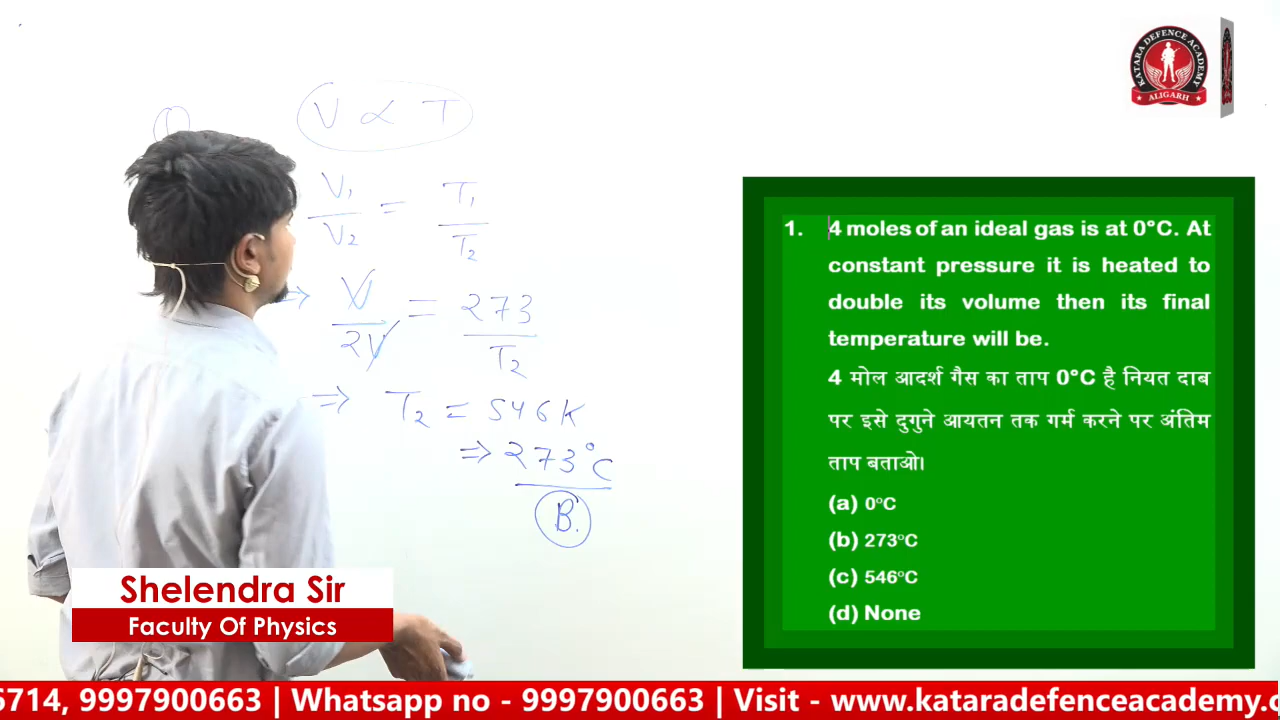 KATARA DEFENCE ACADEMY
★ ALIGARH ★
①
V ∝ T
V₁/V₂ = T₁/T₂
⇒ V/2V = 273/T₂
⇒ T₂ = 546K
⇒ 273°C
B.
1. 4 moles of an ideal gas is at 0°C. At
constant pressure it is heated to
double its volume then its final
temperature will be.
4 मोल आदर्श गैस का ताप 0°C है नियत दाब
पर इसे दुगुने आयतन तक गर्म करने पर अंतिम
ताप बताओ।
(a) 0°C
(b) 273°C
(c) 546°C
(d) None
Shelendra Sir
Faculty Of Physics
6714, 9997900663 | Whatsapp no - 9997900663 | Visit - www.kataradefenceacademy.c